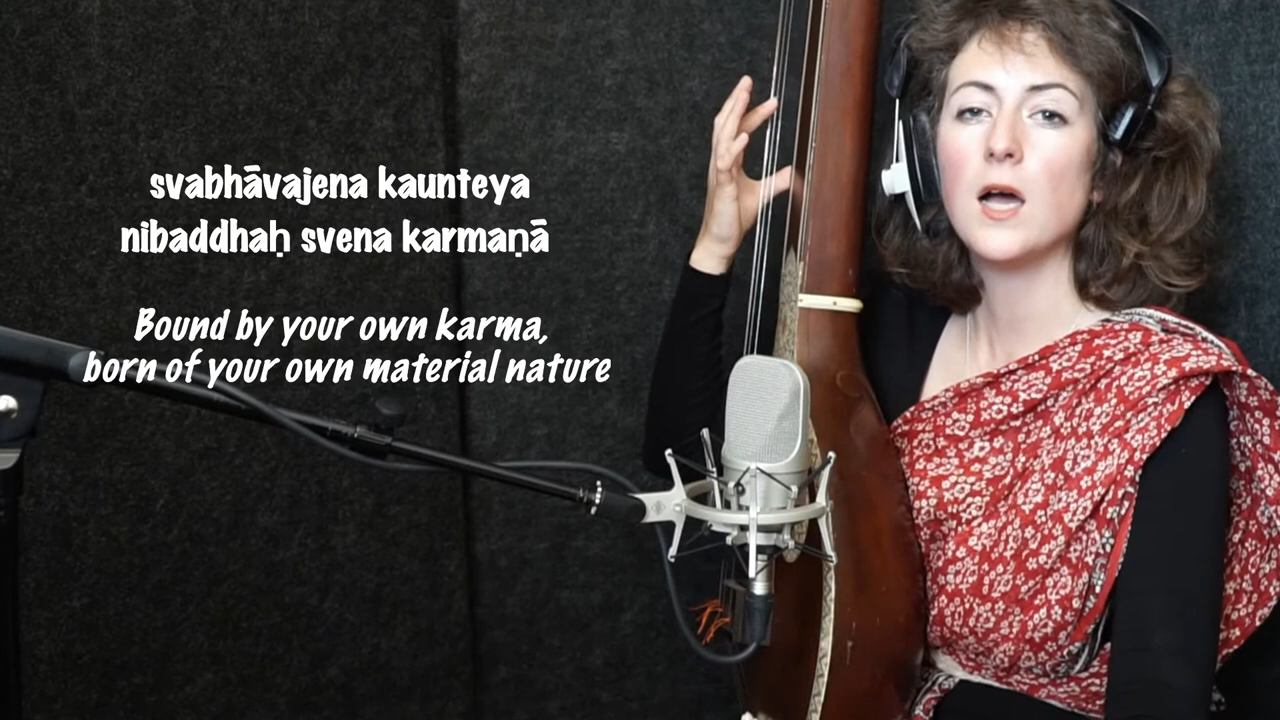 svabhāvajena kaunteya
nibaddhaḥ svena karmaṇā
Bound by your own karma,
born of your own material nature